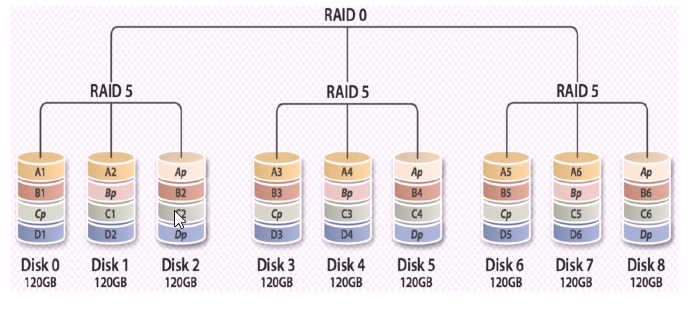 RAID 0
RAID 5 RAID 5 RAID 5
A1 A2 Ap A3 A4 Ap A5 A6 Ap
B1 Bp B2 B3 Bp B4 B5 Bp B6
Cp C1 Cp C3 C4 Cp C5 C6
D1 D2 Dp D3 D4 Dp D5 D6 Dp
Disk 0 Disk 1 Disk 2 Disk 3 Disk 4 Disk 5 Disk 6 Disk 7 Disk 8
120GB 120GB 120GB 120GB 120GB 120GB 120GB 120GB 120GB